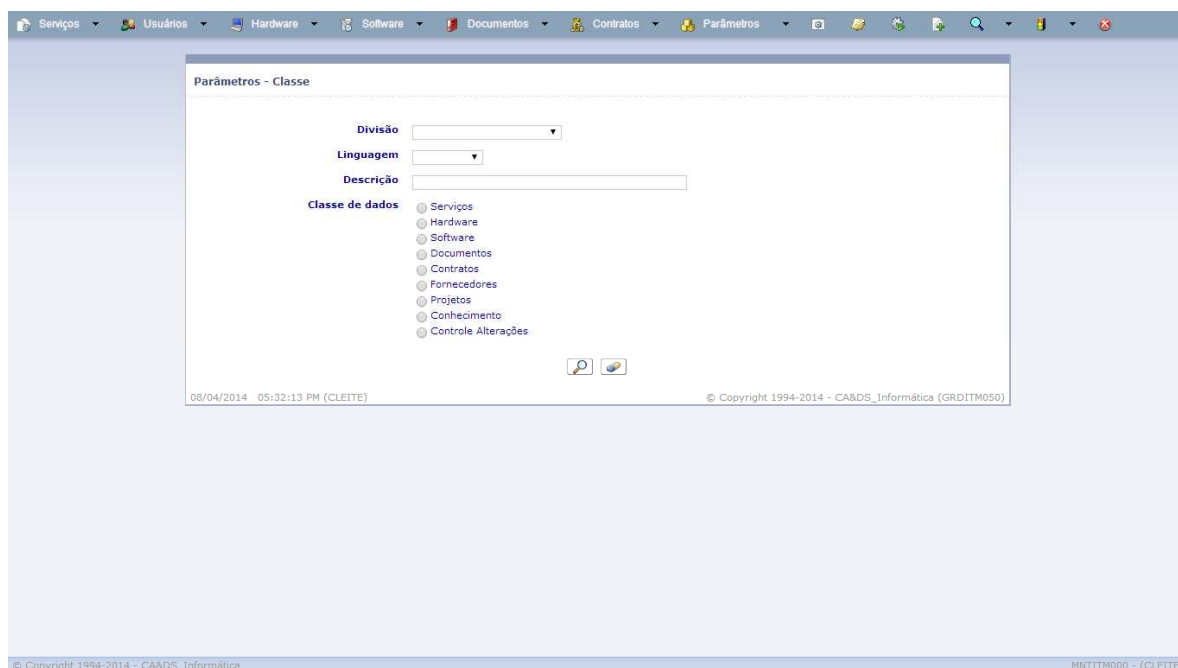 Serviços Usuários Hardware Software Documentos Contratos Parâmetros
Parâmetros - Classe
Divisão
Linguagem
Descrição
Classe de dados Serviços
Hardware
Software
Documentos
Contratos
Fornecedores
Projetos
Conhecimento
Controle Alterações
08/04/2014 05:32:13 PM (CLEITE) © Copyright 1994-2014 - CA&DS_Informática (GRDITM050)
© Copyright 1994-2014 - CA&DS_Informática MNTITM000 - (CLEITE